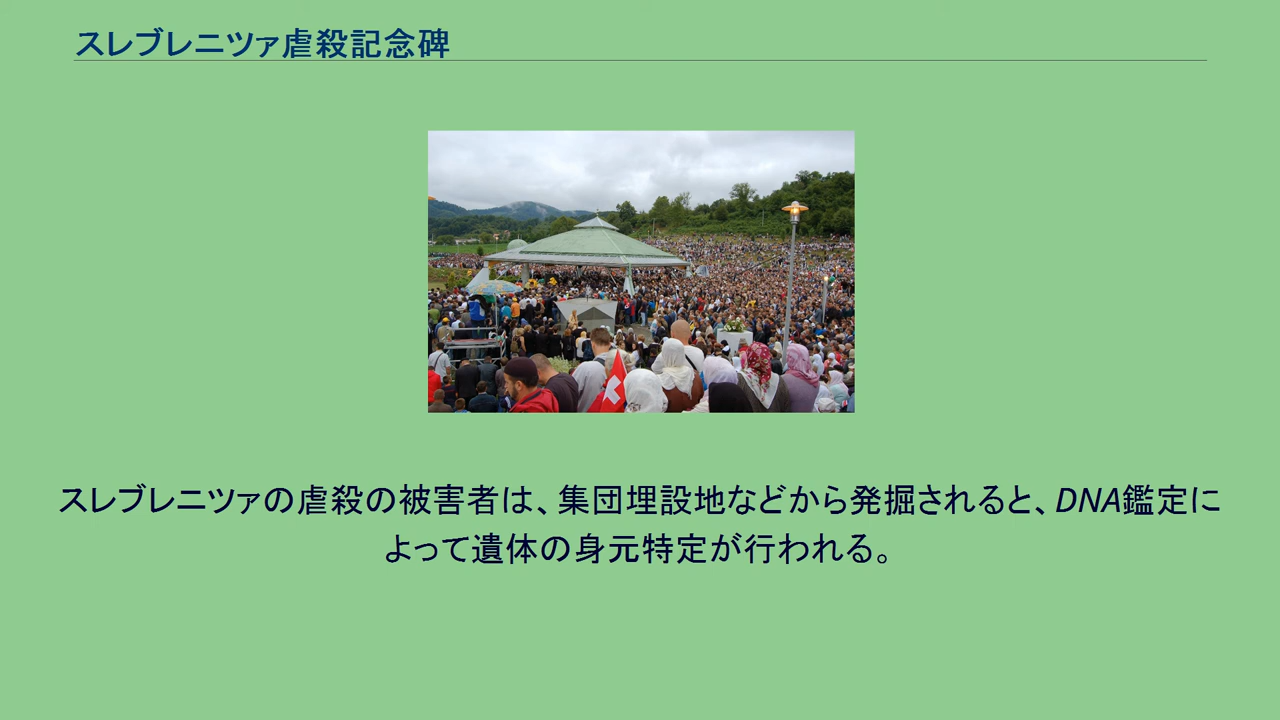 スレブレニツァ虐殺記念碑
スレブレニツァの虐殺の被害者は、集団埋設地などから発掘されると、DNA鑑定に
よって遺体の身元特定が行われる。